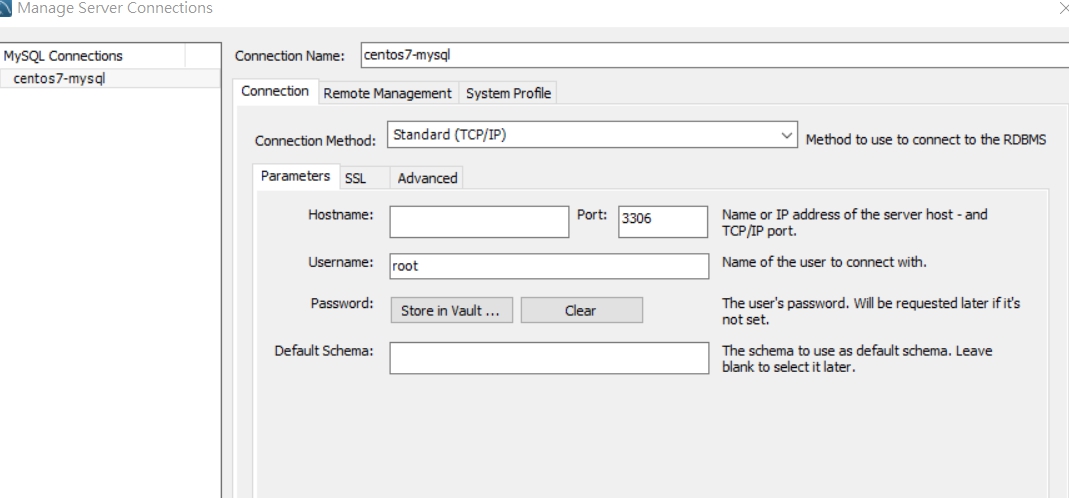 Manage Server Connections
MySQL Connections
centos7-mysql
Connection Name: centos7-mysql
Connection Remote Management System Profile
Connection Method: Standard (TCP/IP) Method to use to connect to the RDBMS
Parameters SSL Advanced
Hostname: Port: 3306 Name or IP address of the server host - and
TCP/IP port.
Username: root Name of the user to connect with.
Password: Store in Vault ... Clear The user's password. Will be requested later if it's
not set.
Default Schema: The schema to use as default schema. Leave
blank to select it later.